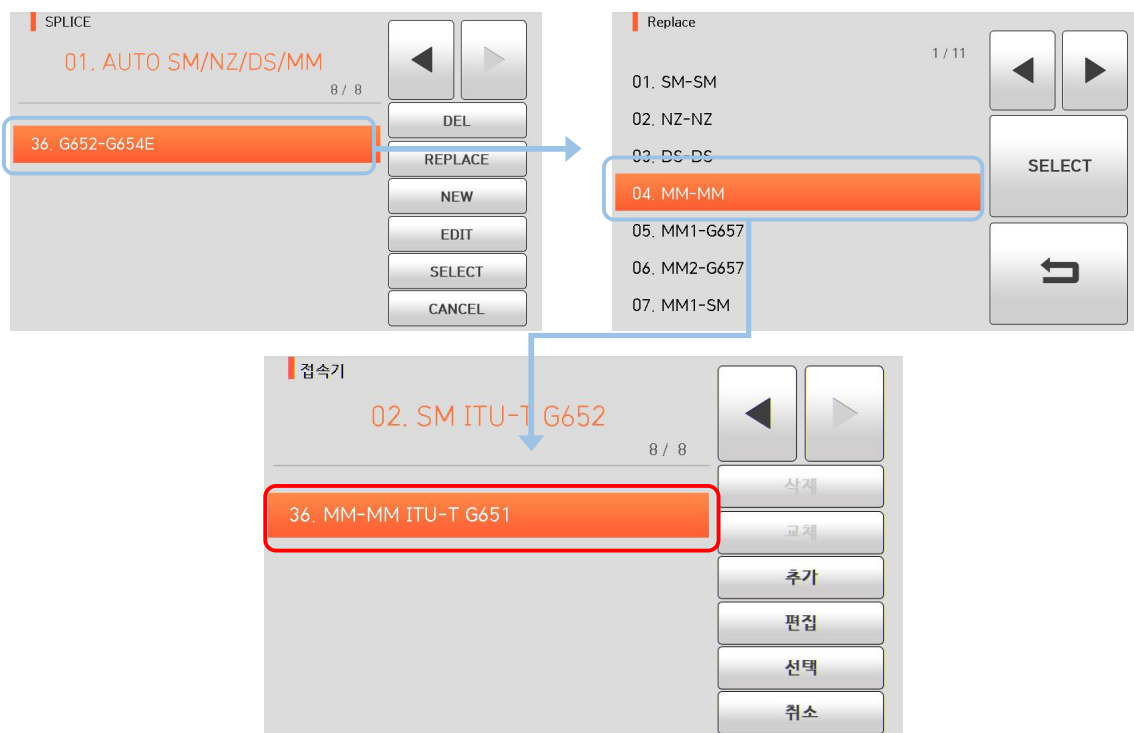 SPLICE
01. AUTO SM/NZ/DS/MM
8 / 8
36. G652-G654E
DEL
REPLACE
NEW
EDIT
SELECT
CANCEL
Replace
1 / 11
01. SM-SM
02. NZ-NZ
03. DS-DS
04. MM-MM
05. MM1-G657
06. MM2-G657
07. MM1-SM
SELECT
접속기
02. SM ITU-T G652
8 / 8
36. MM-MM ITU-T G651
삭제
교체
추가
편집
선택
취소